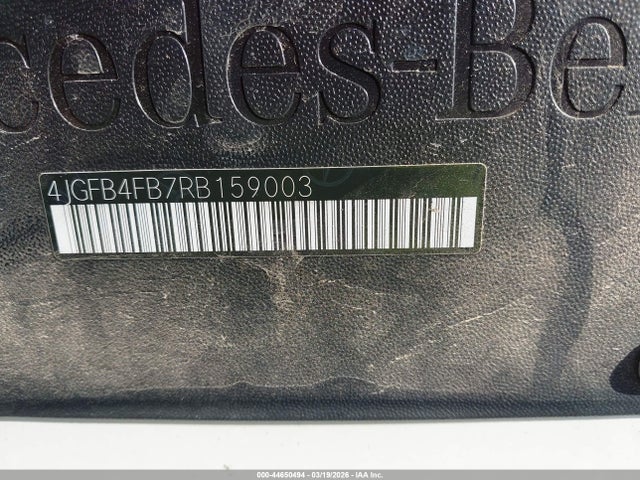 cedes-Be
4JGFB4FB7RB159003
000-44650494 - 03/19/2026 - © IAA Inc.